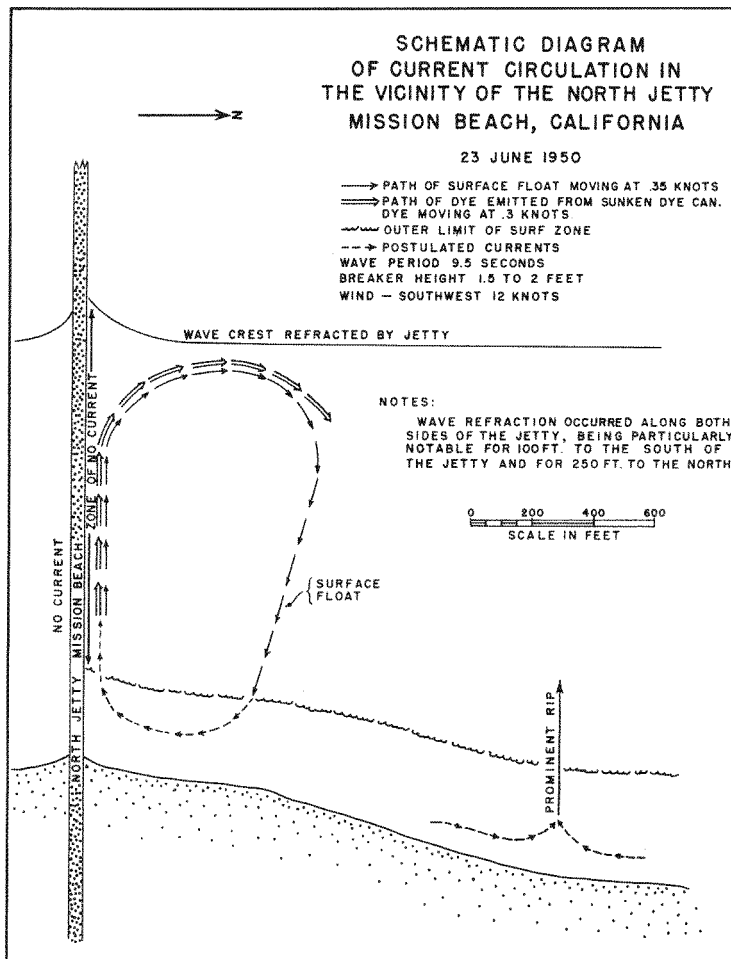 SCHEMATIC DIAGRAM
OF CURRENT CIRCULATION IN
THE VICINITY OF THE NORTH JETTY
MISSION BEACH, CALIFORNIA
23 JUNE 1950
N
PATH OF SURFACE FLOAT MOVING AT .35 KNOTS
PATH OF DYE EMITTED FROM SUNKEN DYE CAN.
DYE MOVING AT .3 KNOTS.
OUTER LIMIT OF SURF ZONE
POSTULATED CURRENTS
WAVE PERIOD 9.5 SECONDS
BREAKER HEIGHT 1.5 TO 2 FEET
WIND — SOUTHWEST 12 KNOTS
WAVE CREST REFRACTED BY JETTY
NOTES:
WAVE REFRACTION OCCURRED ALONG BOTH
SIDES OF THE JETTY, BEING PARTICULARLY
NOTABLE FOR 100 FT. TO THE SOUTH OF
THE JETTY AND FOR 250 FT. TO THE NORTH
0 200 400 600
SCALE IN FEET
NO CURRENT
NORTH JETTY MISSION BEACH
ZONE OF NO CURRENT
SURFACE
FLOAT
PROMINENT RIP